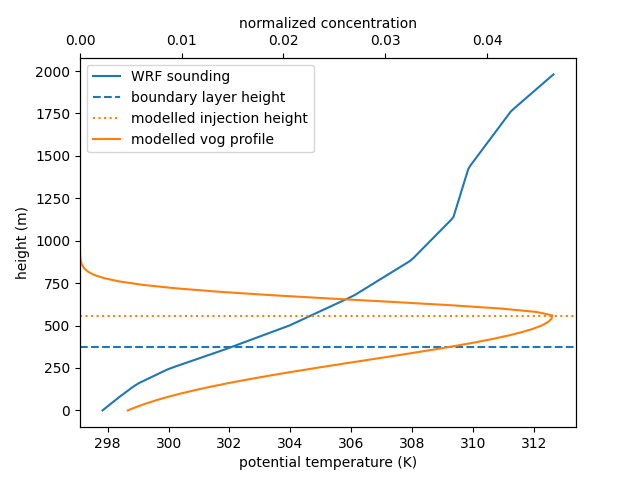 normalized concentration
0.00 0.01 0.02 0.03 0.04
WRF sounding
boundary layer height
modelled injection height
modelled vog profile
height (m)
2000
1750
1500
1250
1000
750
500
250
0
298 300 302 304 306 308 310 312
potential temperature (K)